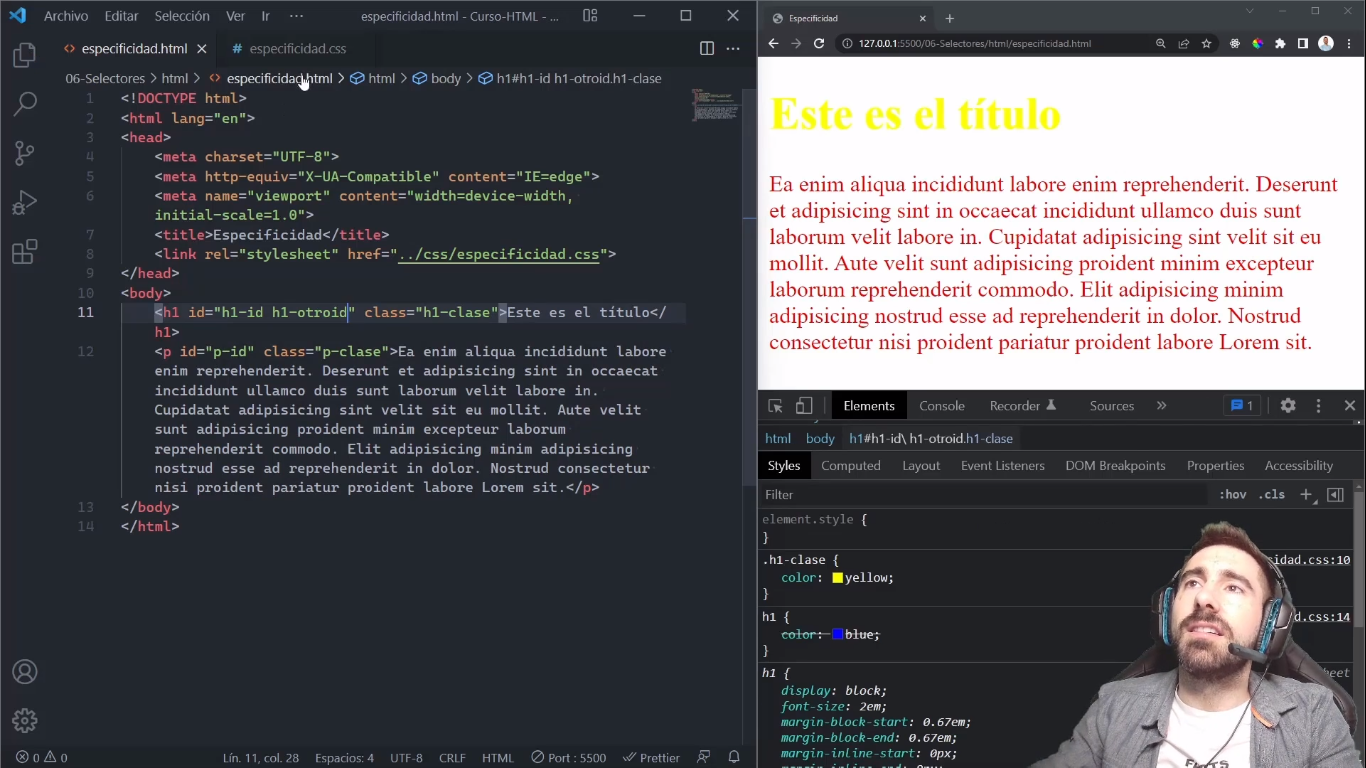 Archivo Editar Selección Ver Ir ··· especificidad.html - Curso-HTML - ...
especificidad.html
# especificidad.css
06-Selectores > html > especificidad.html > html > body > h1#h1-id h1-otroid.h1-clase
1 <!DOCTYPE html>
2 <html lang="en">
3 <head>
4 <meta charset="UTF-8">
5 <meta http-equiv="X-UA-Compatible" content="IE=edge">
6 <meta name="viewport" content="width=device-width,
initial-scale=1.0">
7 <title>Especificidad</title>
8 <link rel="stylesheet" href="../css/especificidad.css">
9 </head>
10 <body>
11 <h1 id="h1-id h1-otroid" class="h1-clase">Este es el título</
h1>
12 <p id="p-id" class="p-clase">Ea enim aliqua incididunt labore
enim reprehenderit. Deserunt et adipisicing sint in occaecat
incididunt ullamco duis sunt laborum velit labore in.
Cupidatat adipisicing sint velit sit eu mollit. Aute velit
sunt adipisicing proident minim excepteur laborum
reprehenderit commodo. Elit adipisicing minim adipisicing
nostrud esse ad reprehenderit in dolor. Nostrud consectetur
nisi proident pariatur proident labore Lorem sit.</p>
13 </body>
14 </html>
0 0 Lín. 11, col. 28 Espacios: 4 UTF-8 CRLF HTML Port : 5500 Prettier
Especificidad
127.0.0.1:5500/06-Selectores/html/especificidad.html
Este es el título
Ea enim aliqua incididunt labore enim reprehenderit. Deserunt
et adipisicing sint in occaecat incididunt ullamco duis sunt
laborum velit labore in. Cupidatat adipisicing sint velit sit eu
mollit. Aute velit sunt adipisicing proident minim excepteur
laborum reprehenderit commodo. Elit adipisicing minim
adipisicing nostrud esse ad reprehenderit in dolor. Nostrud
consectetur nisi proident pariatur proident labore Lorem sit.
Elements Console Recorder Sources » 1
html body h1#h1-id\ h1-otroid.h1-clase
Styles Computed Layout Event Listeners DOM Breakpoints Properties Accessibility
Filter :hov .cls +
element.style {
}
.h1-clase { idad.css:10
color: yellow;
}
h1 { d.css:14
color: blue;
}
h1 { eet
display: block;
font-size: 2em;
margin-block-start: 0.67em;
margin-block-end: 0.67em;
margin-inline-start: 0px;